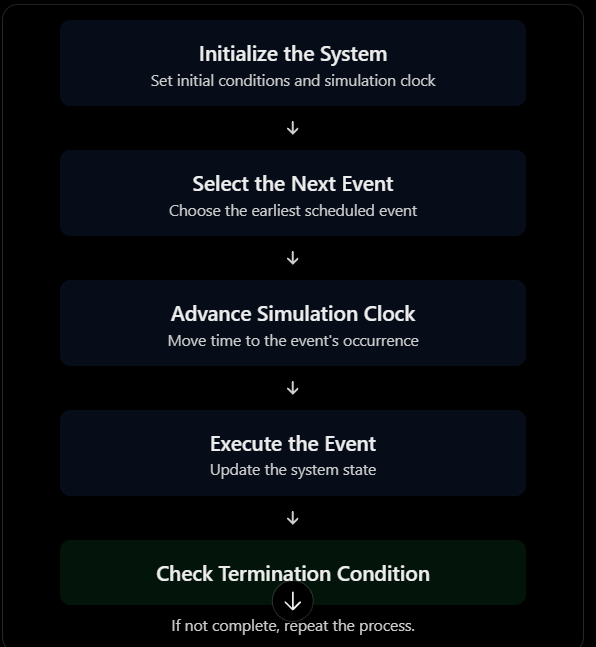 Initialize the System
Set initial conditions and simulation clock
Select the Next Event
Choose the earliest scheduled event
Advance Simulation Clock
Move time to the event's occurrence
Execute the Event
Update the system state
Check Termination Condition
If not complete, repeat the process.